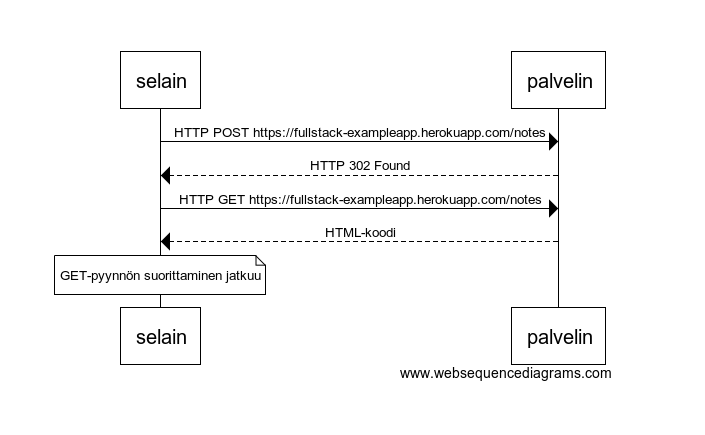 selain
palvelin
HTTP POST https://fullstack-exampleapp.herokuapp.com/notes
HTTP 302 Found
HTTP GET https://fullstack-exampleapp.herokuapp.com/notes
HTML-koodi
GET-pyynnön suorittaminen jatkuu
selain
palvelin
www.websequencediagrams.com